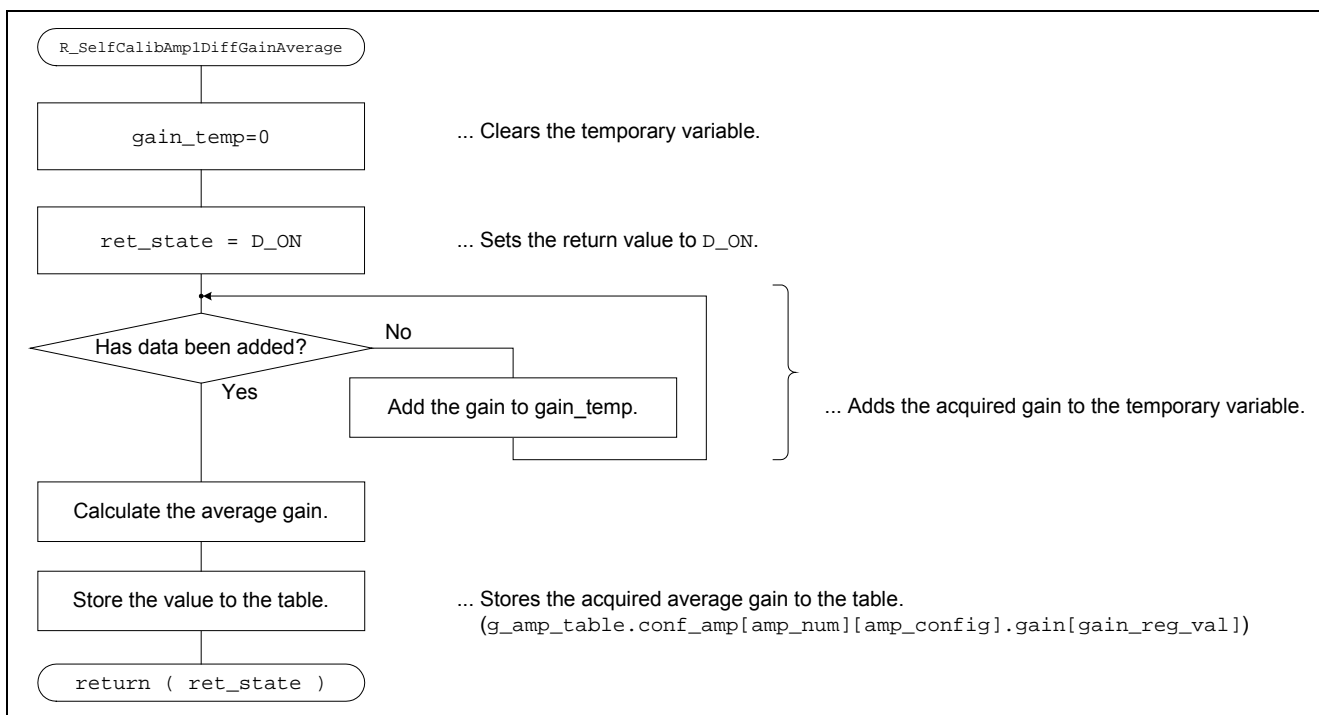 R_SelfCalibAmp1DiffGainAverage
gain_temp=0
... Clears the temporary variable.
ret_state = D_ON
... Sets the return value to D_ON.
Has data been added?
No
Yes
Add the gain to gain_temp.
... Adds the acquired gain to the temporary variable.
Calculate the average gain.
Store the value to the table.
... Stores the acquired average gain to the table.
(g_amp_table.conf_amp[amp_num][amp_config].gain[gain_reg_val])
return ( ret_state )